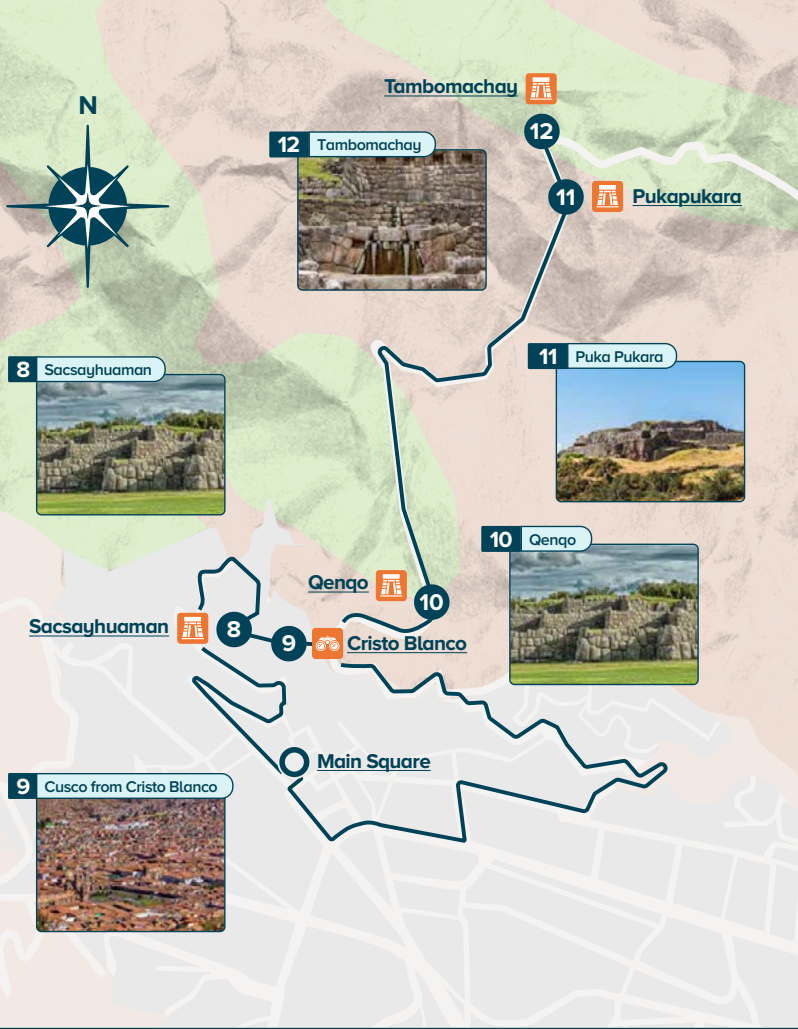 Tambomachay
N
12
12 Tambomachay
11
Pukapukara
11 Puka Pukara
8 Sacsayhuaman
10 Qenqo
Qenqo
10
Sacsayhuaman
8
9
Cristo Blanco
Main Square
9 Cusco from Cristo Blanco